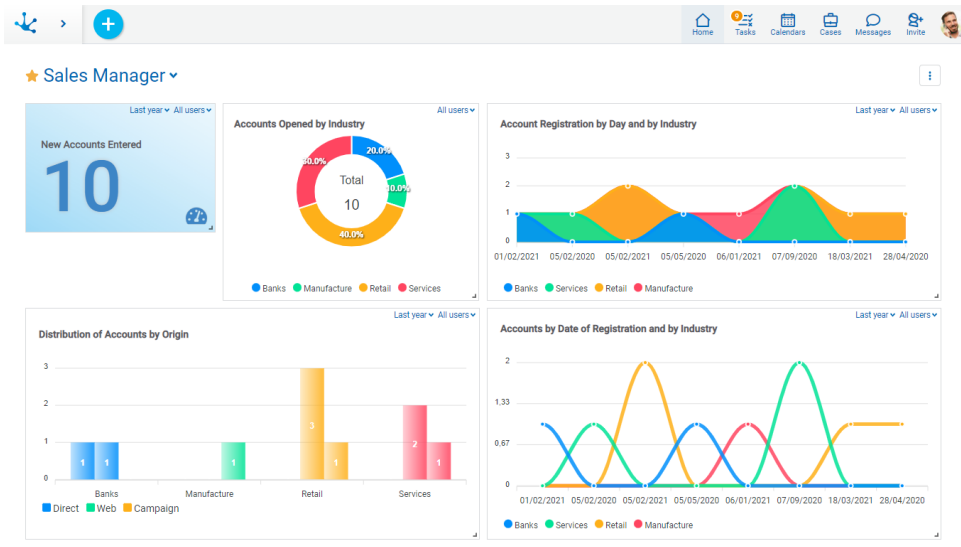 Home
9
Tasks
Calendars
Cases
Messages
Invite
Sales Manager
Last year All users
New Accounts Entered
10
All users
Accounts Opened by Industry
20.0%
10.0%
40.0%
30.0%
Total
10
Banks Manufacture Retail Services
Last year All users
Account Registration by Day and by Industry
3
2
1
0
01/02/2021 05/02/2020 05/02/2021 05/05/2020 06/01/2021 07/09/2020 18/03/2021 28/04/2020
Banks Services Retail Manufacture
Last year All users
Distribution of Accounts by Origin
3
2
1
0
1 1 1 3 1 2 1
Banks Manufacture Retail Services
Direct Web Campaign
Last year All users
Accounts by Date of Registration and by Industry
2
1,33
0,67
0
01/02/2021 05/02/2020 05/02/2021 05/05/2020 06/01/2021 07/09/2020 18/03/2021 28/04/2020
Banks Services Retail Manufacture